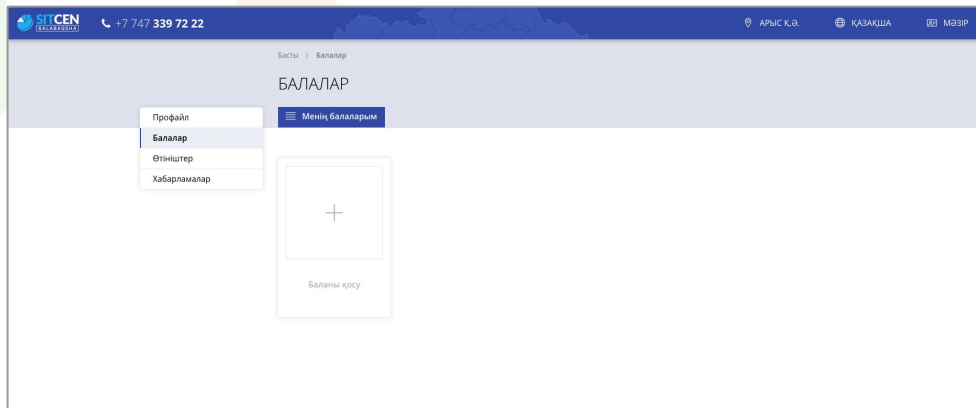 SITCEN
BALABAQSHA
+7 747 339 72 22
АРЫС Қ.Ә.
ҚАЗАҚША
МӘЗІР
Басты > Балалар
БАЛАЛАР
Менің балаларым
Профайл
Балалар
Өтініштер
Хабарламалар
Баланы қосу